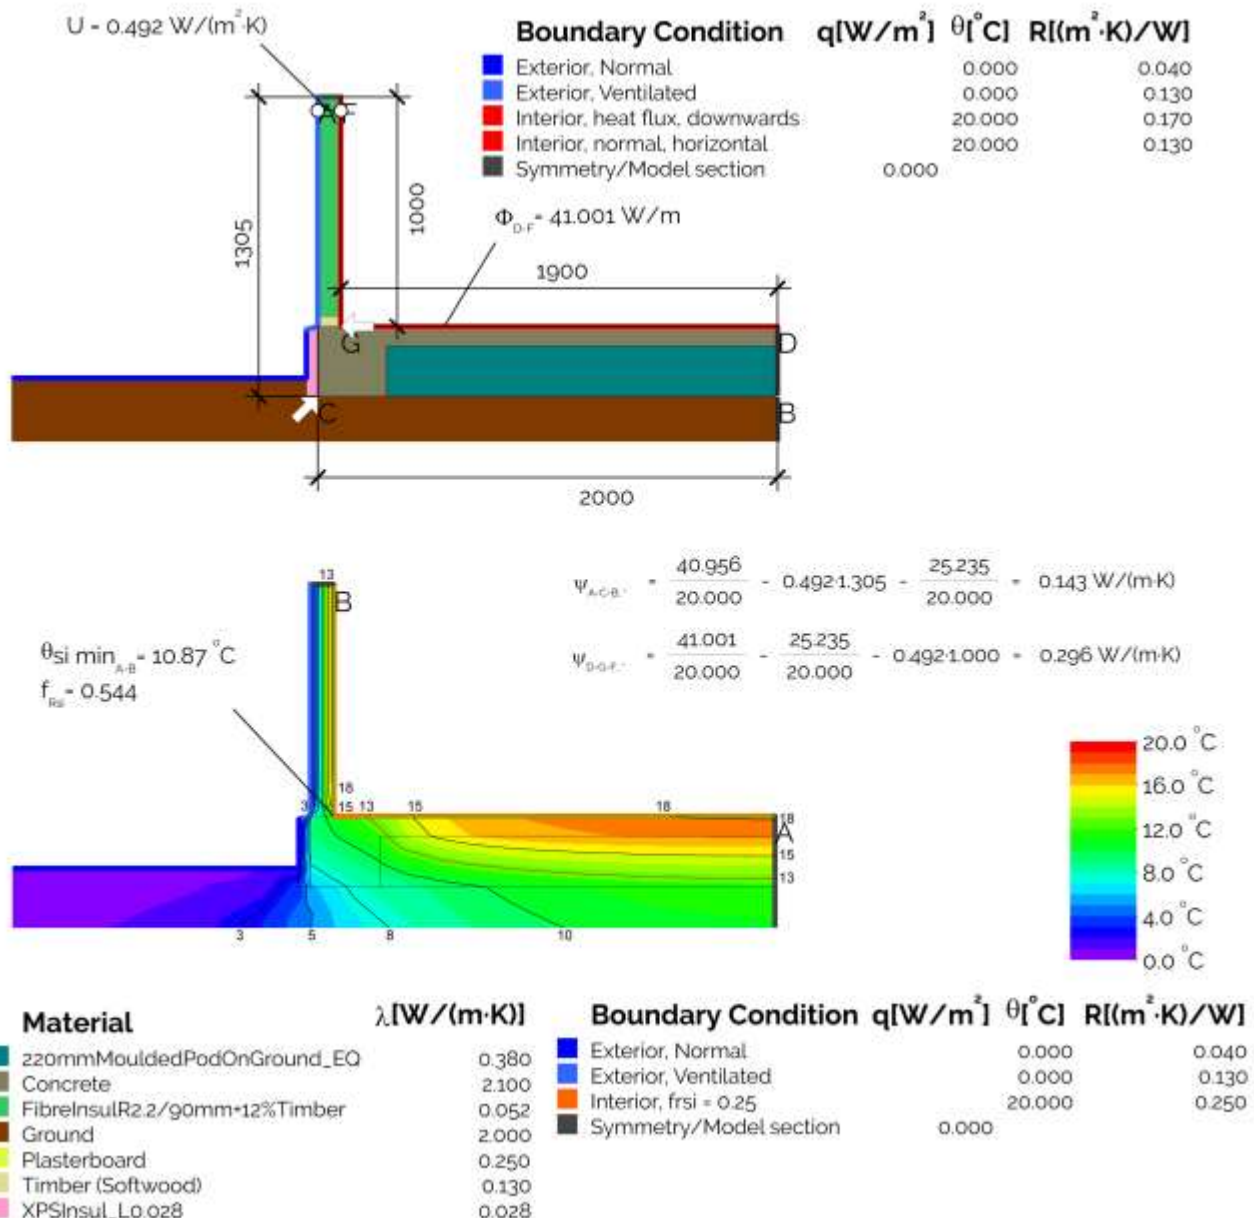 U = 0.492 W/(m²·K)
Boundary Condition q[W/m²] θ[°C] R[(m²·K)/W]
Exterior, Normal 0.000 0.040
Exterior, Ventilated 0.000 0.130
Interior, heat flux, downwards 20.000 0.170
Interior, normal, horizontal 20.000 0.130
Symmetry/Model section 0.000
A F
1305
1000
Φ D-F = 41.001 W/m
1900
G
D
C
B
2000
13
B
θsi min A-B = 10.87 °C
fRsi = 0.544
ψ A-C-B, = 40.956 / 20.000 - 0.492·1.305 - 25.235 / 20.000 = 0.143 W/(m·K)
ψ D-G-F, = 41.001 / 20.000 - 25.235 / 20.000 - 0.492·1.000 = 0.296 W/(m·K)
18
3 15 13 15 18 18
A
15
13
3 5 8 10
20.0 °C
16.0 °C
12.0 °C
8.0 °C
4.0 °C
0.0 °C
Material λ[W/(m·K)]
220mmMouldedPodOnGround_EQ 0.380
Concrete 2.100
FibreInsulR2.2/90mm+12%Timber 0.052
Ground 2.000
Plasterboard 0.250
Timber (Softwood) 0.130
XPSInsul_L0.028 0.028
Boundary Condition q[W/m²] θ[°C] R[(m²·K)/W]
Exterior, Normal 0.000 0.040
Exterior, Ventilated 0.000 0.130
Interior, frsi = 0.25 20.000 0.250
Symmetry/Model section 0.000